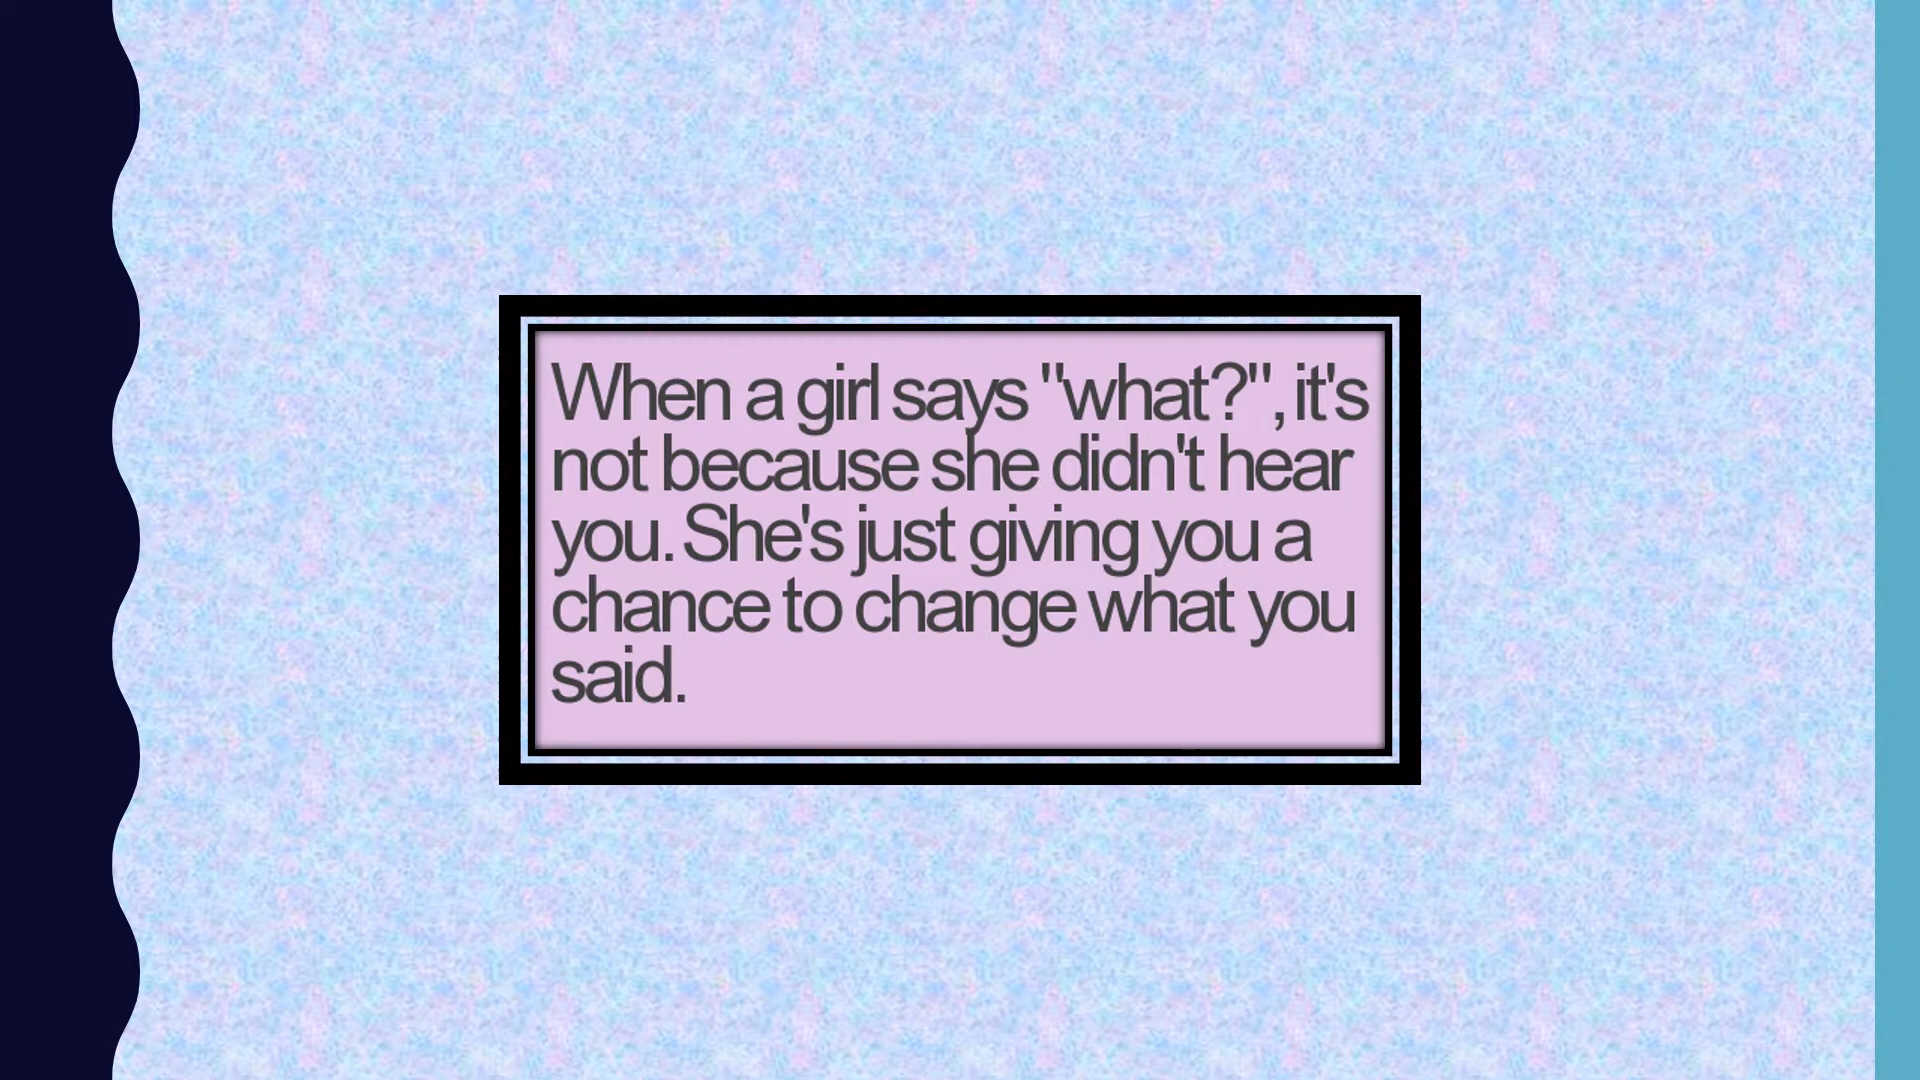 When a girl says "what?", it's
not because she didn't hear
you. She's just giving you a
chance to change what you
said.